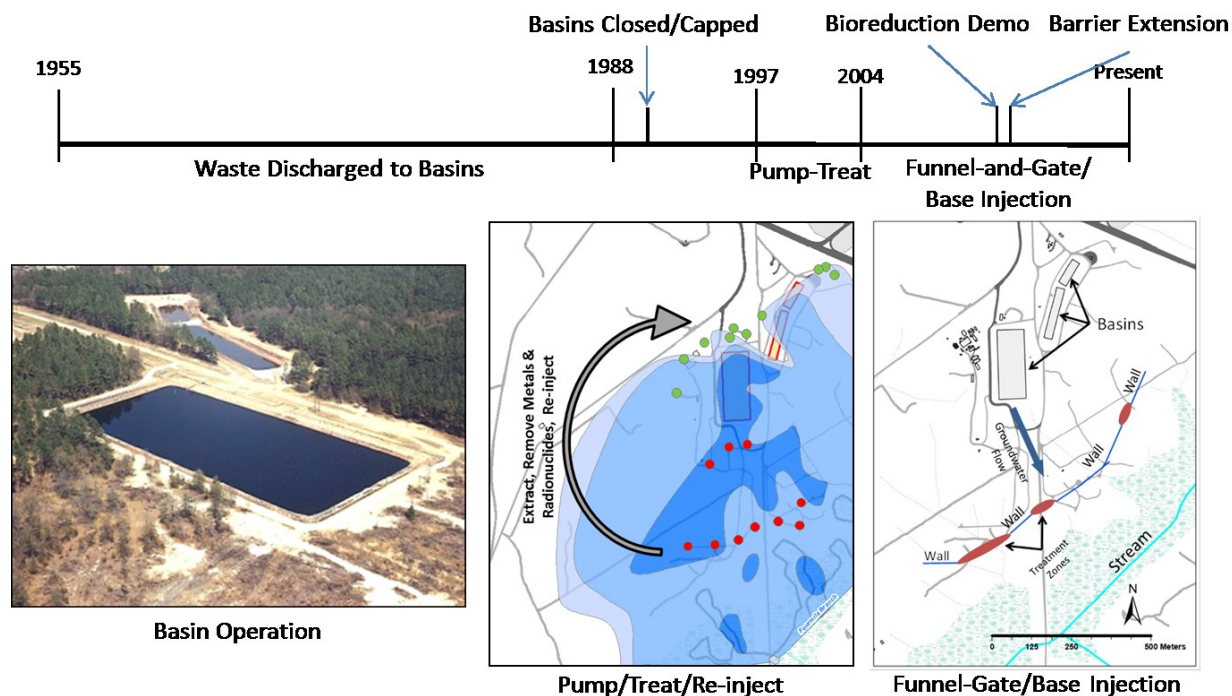 Basins Closed/Capped
Bioreduction Demo
Barrier Extension
1955
1988
1997
2004
Present
Waste Discharged to Basins
Pump-Treat
Funnel-and-Gate/
Base Injection
Extract, Remove Metals &
Radionuclides, Re-inject
Fourmile Branch
Basins
Wall
Groundwater
Flow
Wall
Wall
Wall
Treatment
Zones
Stream
N
0 125 250 500 Meters
Basin Operation
Pump/Treat/Re-inject
Funnel-Gate/Base Injection